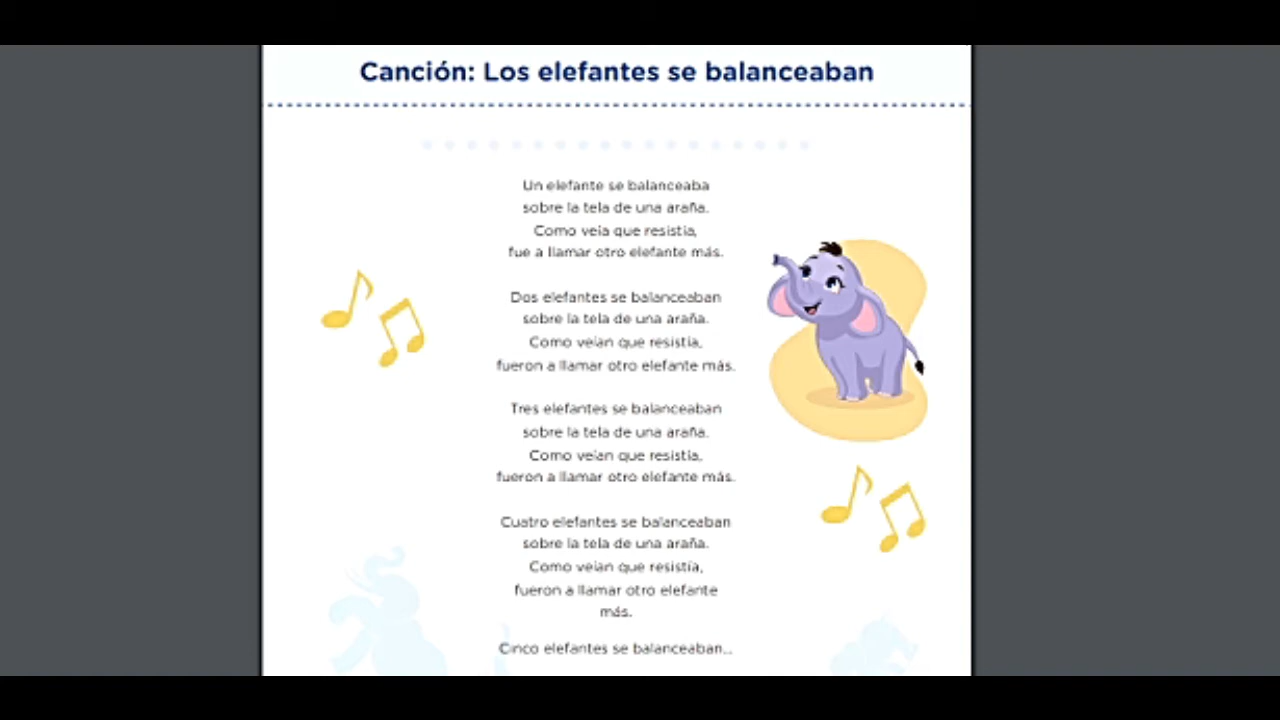 Canción: Los elefantes se balanceaban
Un elefante se balanceaba
sobre la tela de una araña.
Como veía que resistía,
fue a llamar otro elefante más.
Dos elefantes se balanceaban
sobre la tela de una araña.
Como veían que resistía,
fueron a llamar otro elefante más.
Tres elefantes se balanceaban
sobre la tela de una araña.
Como veían que resistía,
fueron a llamar otro elefante más.
Cuatro elefantes se balanceaban
sobre la tela de una araña.
Como veían que resistía,
fueron a llamar otro elefante
más.
Cinco elefantes se balanceaban...